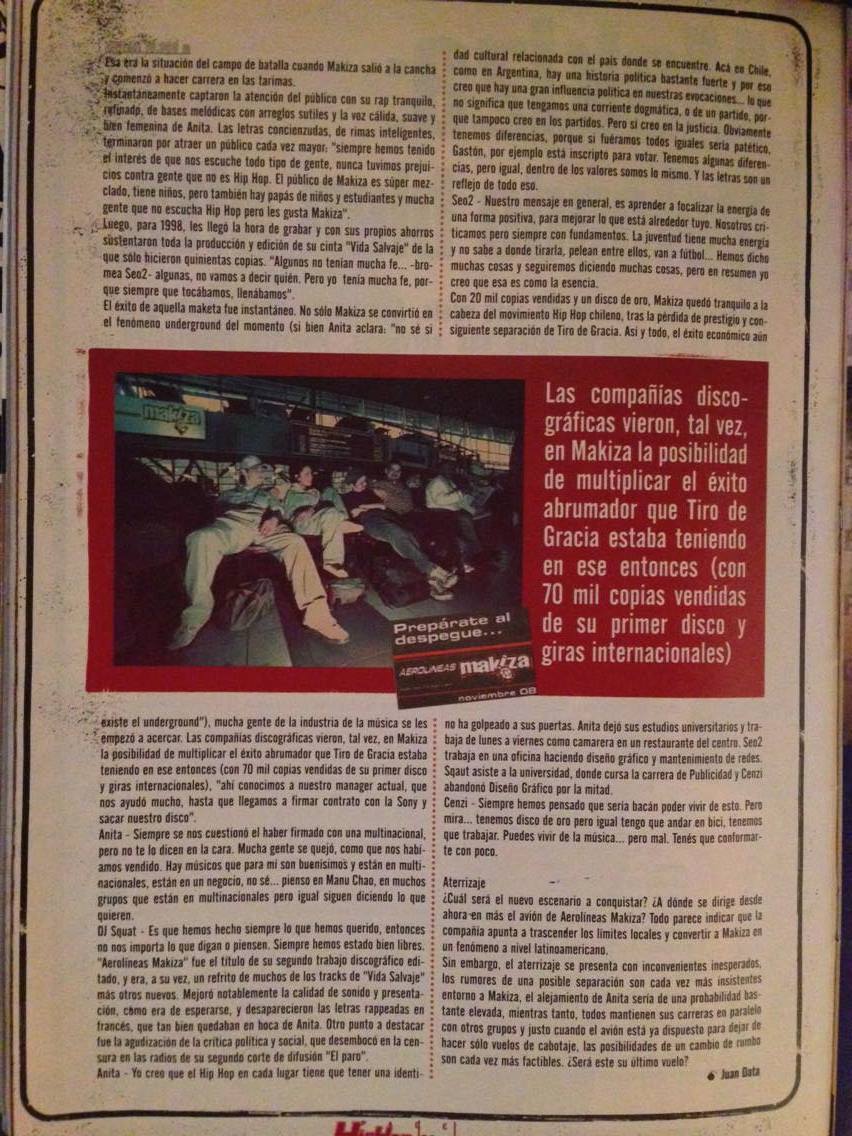 Esa era la situación del campo de batalla cuando Makiza salió a la cancha
y comenzó a hacer carrera en las tarimas.
Instantáneamente captaron la atención del público con su rap tranquilo,
refinado, de bases melódicas con arreglos sutiles y la voz cálida, suave y
bien femenina de Anita. Las letras concienzudas, de rimas inteligentes,
terminaron por atraer un público cada vez mayor: "siempre hemos tenido
el interés de que nos escuche todo tipo de gente, nunca tuvimos prejui-
cios contra gente que no es Hip Hop. El público de Makiza es súper mez-
clado, tiene niños, pero también hay papás de niños y estudiantes y mucha
gente que no escucha Hip Hop pero les gusta Makiza".
Luego, para 1998, les llegó la hora de grabar y con sus propios ahorros
sustentaron toda la producción y edición de su cinta "Vida Salvaje" de la
que sólo hicieron quinientas copias. "Algunos no tenían mucha fe... -bro-
mea Seo2- algunas, no vamos a decir quién. Pero yo tenía mucha fe, por-
que siempre que tocábamos, llenábamos".
El éxito de aquella maketa fue instantáneo. No sólo Makiza se convirtió en
el fenómeno underground del momento (si bien Anita aclara: "no sé si
dad cultural relacionada con el país donde se encuentre. Acá en Chile,
como en Argentina, hay una historia política bastante fuerte y por eso
creo que hay una gran influencia política en nuestras evocaciones... lo que
no significa que tengamos una corriente dogmática, o de un partido, por-
que tampoco creo en los partidos. Pero sí creo en la justicia. Obviamente
tenemos diferencias, porque si fuéramos todos iguales sería patético,
Gastón, por ejemplo está inscripto para votar. Tenemos algunas diferen-
cias, pero igual, dentro de los valores somos lo mismo. Y las letras son un
reflejo de todo eso.
Seo2 - Nuestro mensaje en general, es aprender a focalizar la energía de
una forma positiva, para mejorar lo que está alrededor tuyo. Nosotros cri-
ticamos pero siempre con fundamentos. La juventud tiene mucha energía
y no sabe a donde tirarla, pelean entre ellos, van a fútbol... Hemos dicho
muchas cosas y seguiremos diciendo muchas cosas, pero en resumen yo
creo que esa es como la esencia.
Con 20 mil copias vendidas y un disco de oro, Makiza quedó tranquilo a la
cabeza del movimiento Hip Hop chileno, tras la pérdida de prestigio y con-
siguiente separación de Tiro de Gracia. Así y todo, el éxito económico aún
makiza
Prepárate al
despegue...
AEROLINEAS makiza
noviembre 08
Las compañías disco-
gráficas vieron, tal vez,
en Makiza la posibilidad
de multiplicar el éxito
abrumador que Tiro de
Gracia estaba teniendo
en ese entonces (con
70 mil copias vendidas
de su primer disco y
giras internacionales)
existe el underground"), mucha gente de la industria de la música se les
empezó a acercar. Las compañías discográficas vieron, tal vez, en Makiza
la posibilidad de multiplicar el éxito abrumador que Tiro de Gracia estaba
teniendo en ese entonces (con 70 mil copias vendidas de su primer disco
y giras internacionales), "ahí conocimos a nuestro manager actual, que
nos ayudó mucho, hasta que llegamos a firmar contrato con la Sony y
sacar nuestro disco".
Anita - Siempre se nos cuestionó el haber firmado con una multinacional,
pero no te lo dicen en la cara. Mucha gente se quejó, como que nos habí-
amos vendido. Hay músicos que para mí son buenísimos y están en multi-
nacionales, están en un negocio, no sé... pienso en Manu Chao, en muchos
grupos que están en multinacionales pero igual siguen diciendo lo que
quieren.
DJ Squat - Es que hemos hecho siempre lo que hemos querido, entonces
no nos importa lo que digan o piensen. Siempre hemos estado bien libres.
"Aerolíneas Makiza" fue el título de su segundo trabajo discográfico edi-
tado, y era, a su vez, un refrito de muchos de los tracks de "Vida Salvaje"
más otros nuevos. Mejoró notablemente la calidad de sonido y presenta-
ción, cómo era de esperarse, y desaparecieron las letras rappeadas en
francés, que tan bien quedaban en boca de Anita. Otro punto a destacar
fue la agudización de la crítica política y social, que desembocó en la cen-
sura en las radios de su segundo corte de difusión "El paro".
Anita - Yo creo que el Hip Hop en cada lugar tiene que tener una identi-
no ha golpeado a sus puertas. Anita dejó sus estudios universitarios y tra-
baja de lunes a viernes como camarera en un restaurante del centro. Seo2
trabaja en una oficina haciendo diseño gráfico y mantenimiento de redes.
Sqaut asiste a la universidad, donde cursa la carrera de Publicidad y Cenzi
abandonó Diseño Gráfico por la mitad.
Cenzi - Siempre hemos pensado que sería bacán poder vivir de esto. Pero
mira... tenemos disco de oro pero igual tengo que andar en bici, tenemos
que trabajar. Puedes vivir de la música... pero mal. Tenés que conformar-
te con poco.
Aterrizaje
¿Cuál será el nuevo escenario a conquistar? ¿A dónde se dirige desde
ahora en más el avión de Aerolíneas Makiza? Todo parece indicar que la
compañía apunta a trascender los límites locales y convertir a Makiza en
un fenómeno a nivel latinoamericano.
Sin embargo, el aterrizaje se presenta con inconvenientes inesperados,
los rumores de una posible separación son cada vez más insistentes
entorno a Makiza, el alejamiento de Anita sería de una probabilidad bas-
tante elevada, mientras tanto, todos mantienen sus carreras en paralelo
con otros grupos y justo cuando el avión está ya dispuesto para dejar de
hacer sólo vuelos de cabotaje, las posibilidades de un cambio de rumbo
son cada vez más factibles. ¿Será este su último vuelo?
Juan Data